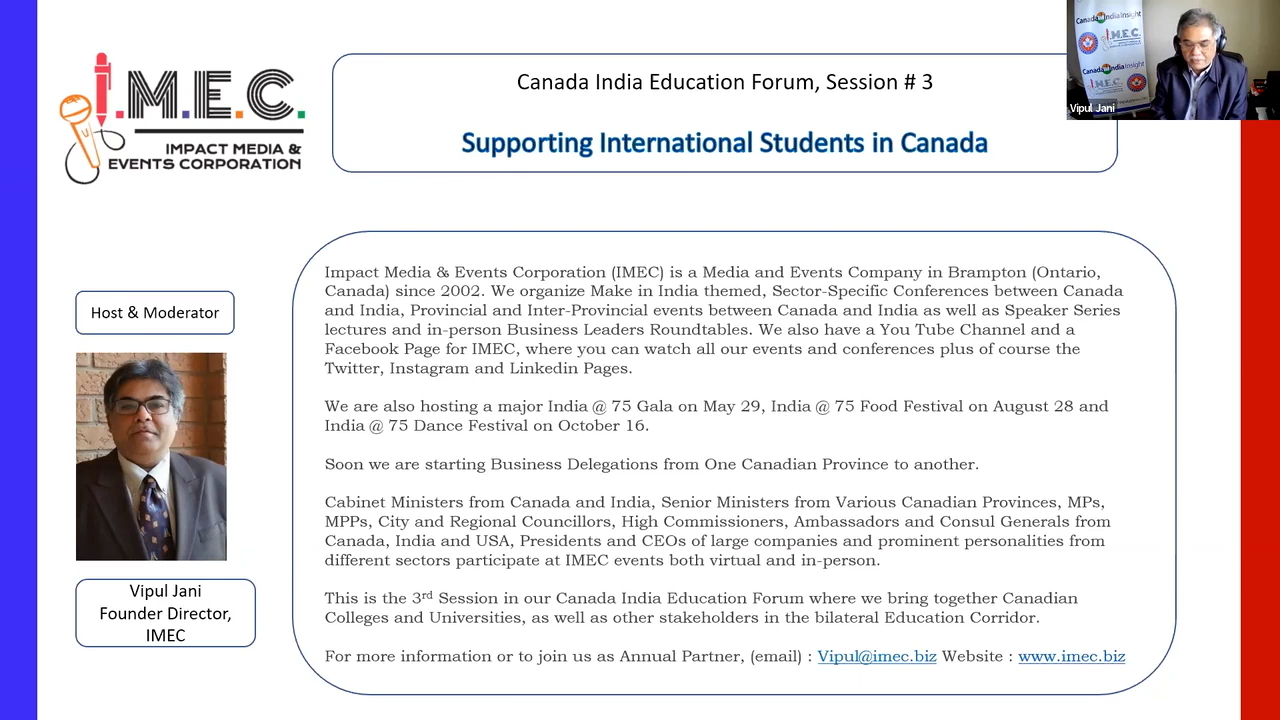 I.M.E.C.
IMPACT MEDIA &
EVENTS CORPORATION
Canada India Education Forum, Session # 3
Supporting International Students in Canada
Canada India Insight
I.M.E.C.
Canada India Insight
I.M.E.C.
Vipul Jani
Host & Moderator
Vipul Jani
Founder Director,
IMEC
Impact Media & Events Corporation (IMEC) is a Media and Events Company in Brampton (Ontario,
Canada) since 2002. We organize Make in India themed, Sector-Specific Conferences between Canada
and India, Provincial and Inter-Provincial events between Canada and India as well as Speaker Series
lectures and in-person Business Leaders Roundtables. We also have a You Tube Channel and a
Facebook Page for IMEC, where you can watch all our events and conferences plus of course the
Twitter, Instagram and Linkedin Pages.
We are also hosting a major India @ 75 Gala on May 29, India @ 75 Food Festival on August 28 and
India @ 75 Dance Festival on October 16.
Soon we are starting Business Delegations from One Canadian Province to another.
Cabinet Ministers from Canada and India, Senior Ministers from Various Canadian Provinces, MPs,
MPPs, City and Regional Councillors, High Commissioners, Ambassadors and Consul Generals from
Canada, India and USA, Presidents and CEOs of large companies and prominent personalities from
different sectors participate at IMEC events both virtual and in-person.
This is the 3rd Session in our Canada India Education Forum where we bring together Canadian
Colleges and Universities, as well as other stakeholders in the bilateral Education Corridor.
For more information or to join us as Annual Partner, (email) : Vipul@imec.biz Website : www.imec.biz